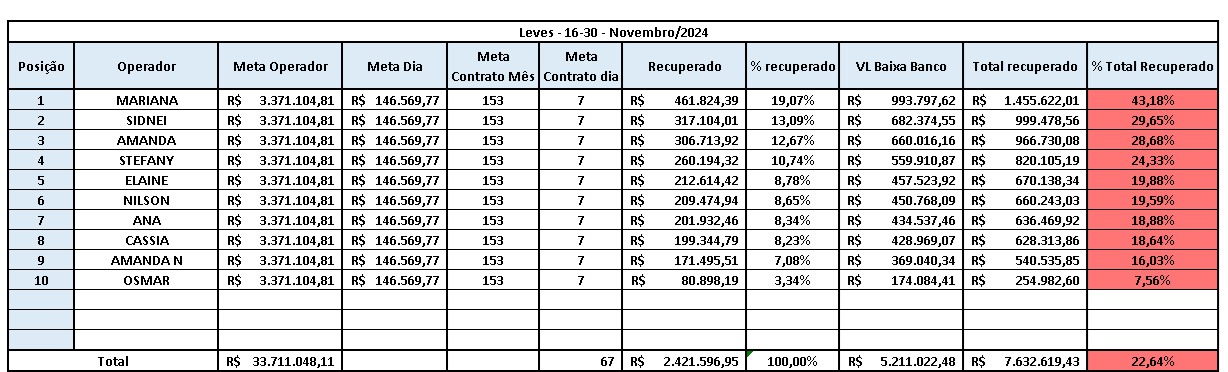 Leves - 16-30 - Novembro/2024
Posição Operador Meta Operador Meta Dia Meta Contrato Mês Meta Contrato dia Recuperado % recuperado VL Baixa Banco Total recuperado % Total Recuperado
1 MARIANA R$ 3.371.104,81 R$ 146.569,77 153 7 R$ 461.824,39 19,07% R$ 993.797,62 R$ 1.455.622,01 43,18%
2 SIDNEI R$ 3.371.104,81 R$ 146.569,77 153 7 R$ 317.104,01 13,09% R$ 682.374,55 R$ 999.478,56 29,65%
3 AMANDA R$ 3.371.104,81 R$ 146.569,77 153 7 R$ 306.713,92 12,67% R$ 660.016,16 R$ 966.730,08 28,68%
4 STEFANY R$ 3.371.104,81 R$ 146.569,77 153 7 R$ 260.194,32 10,74% R$ 559.910,87 R$ 820.105,19 24,33%
5 ELAINE R$ 3.371.104,81 R$ 146.569,77 153 7 R$ 212.614,42 8,78% R$ 457.523,92 R$ 670.138,34 19,88%
6 NILSON R$ 3.371.104,81 R$ 146.569,77 153 7 R$ 209.474,94 8,65% R$ 450.768,09 R$ 660.243,03 19,59%
7 ANA R$ 3.371.104,81 R$ 146.569,77 153 7 R$ 201.932,46 8,34% R$ 434.537,46 R$ 636.469,92 18,88%
8 CASSIA R$ 3.371.104,81 R$ 146.569,77 153 7 R$ 199.344,79 8,23% R$ 428.969,07 R$ 628.313,86 18,64%
9 AMANDA N R$ 3.371.104,81 R$ 146.569,77 153 7 R$ 171.495,51 7,08% R$ 369.040,34 R$ 540.535,85 16,03%
10 OSMAR R$ 3.371.104,81 R$ 146.569,77 153 7 R$ 80.898,19 3,34% R$ 174.084,41 R$ 254.982,60 7,56%
Total R$ 33.711.048,11 67 R$ 2.421.596,95 100,00% R$ 5.211.022,48 R$ 7.632.619,43 22,64%